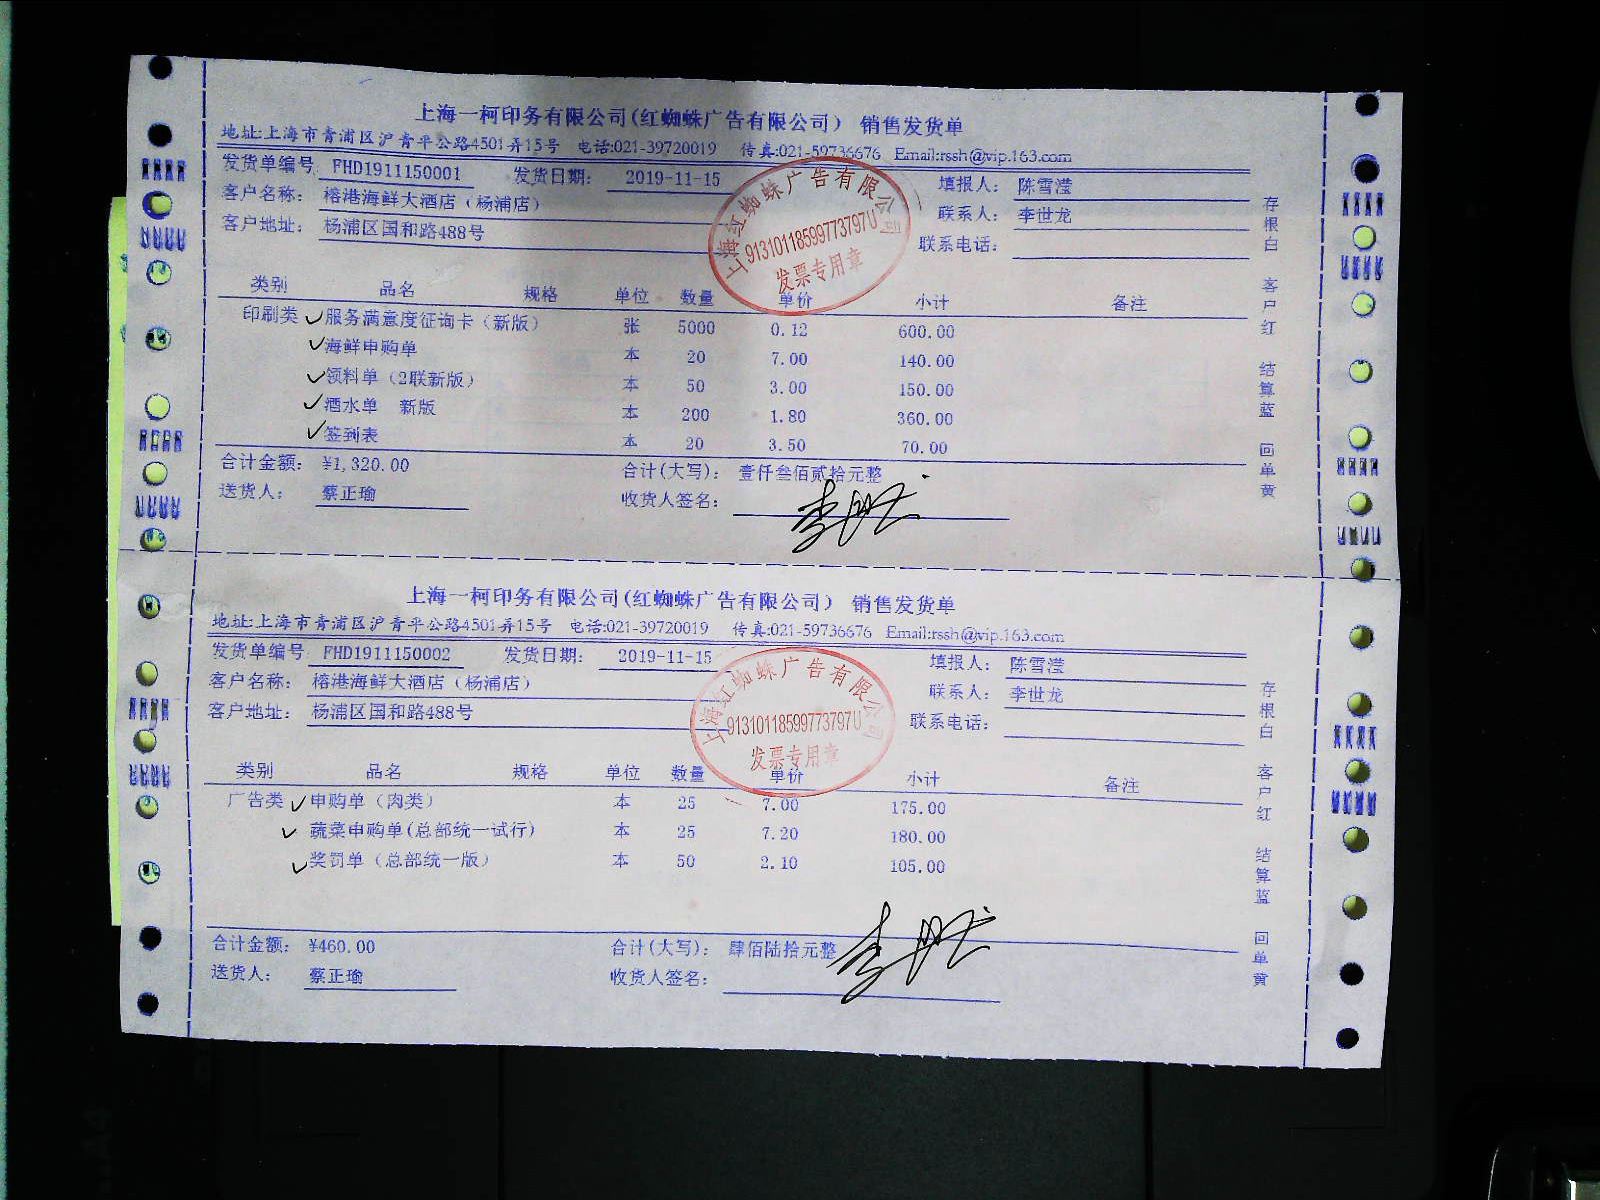 上海一柯印务有限公司(红蜘蛛广告有限公司) 销售发货单
地址:上海市青浦区沪青平公路4501弄15号 电话:021-39720019 传真:021-59736676 Email:rssh@vip.163.com
发货单编号 FHD1911150001 发货日期: 2019-11-15 填报人: 陈雪滢
客户名称: 榕港海鲜大酒店（杨浦店） 联系人: 李世龙
客户地址: 杨浦区国和路488号 联系电话:
上海红蜘蛛广告有限公司
91310118599773797U
发票专用章
类别 品名 规格 单位 数量 单价 小计 备注
印刷类 ✓服务满意度征询卡（新版） 张 5000 0.12 600.00
✓海鲜申购单 本 20 7.00 140.00
✓领料单（2联新版） 本 50 3.00 150.00
✓酒水单 新版 本 200 1.80 360.00
✓签到表 本 20 3.50 70.00
合计金额: ¥1,320.00 合计(大写): 壹仟叁佰贰拾元整
送货人: 蔡正瑜 收货人签名:
存根白 客户红 结算蓝 回单黄
上海一柯印务有限公司(红蜘蛛广告有限公司) 销售发货单
地址:上海市青浦区沪青平公路4501弄15号 电话:021-39720019 传真:021-59736676 Email:rssh@vip.163.com
发货单编号 FHD1911150002 发货日期: 2019-11-15 填报人: 陈雪滢
客户名称: 榕港海鲜大酒店（杨浦店） 联系人: 李世龙
客户地址: 杨浦区国和路488号 联系电话:
上海红蜘蛛广告有限公司
91310118599773797U
发票专用章
类别 品名 规格 单位 数量 单价 小计 备注
广告类 ✓申购单（肉类） 本 25 7.00 175.00
✓蔬菜申购单(总部统一试行) 本 25 7.20 180.00
✓奖罚单（总部统一版） 本 50 2.10 105.00
合计金额: ¥460.00 合计(大写): 肆佰陆拾元整
送货人: 蔡正瑜 收货人签名:
存根白 客户红 结算蓝 回单黄